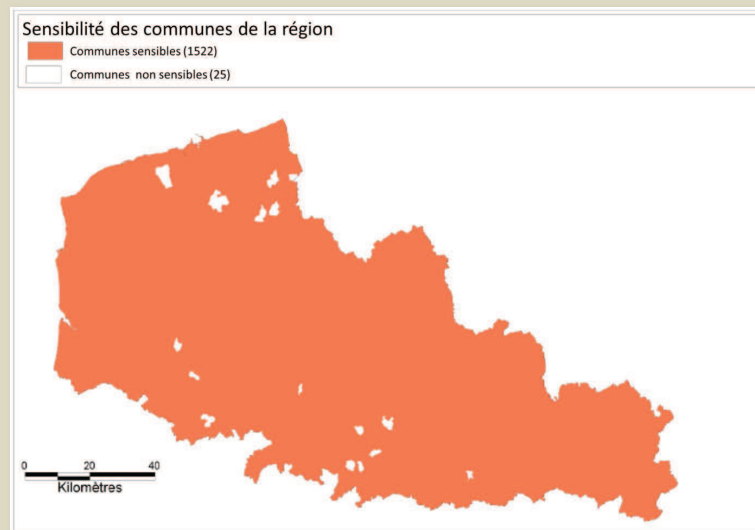 Sensibilité des communes de la région
Communes sensibles (1522)
Communes non sensibles (25)
0 20 40
Kilomètres